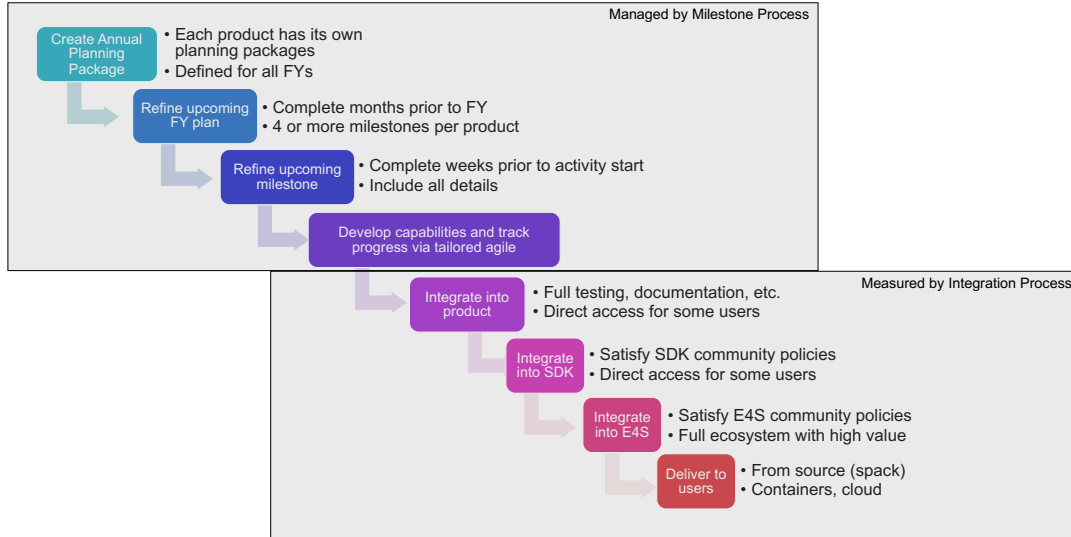 Managed by Milestone Process
Create Annual
Planning
Package
• Each product has its own
planning packages
• Defined for all FYs
Refine upcoming
FY plan
• Complete months prior to FY
• 4 or more milestones per product
Refine upcoming
milestone
• Complete weeks prior to activity start
• Include all details
Develop capabilities and track
progress via tailored agile
Measured by Integration Process
Integrate into
product
• Full testing, documentation, etc.
• Direct access for some users
Integrate
into SDK
• Satisfy SDK community policies
• Direct access for some users
Integrate
into E4S
• Satisfy E4S community policies
• Full ecosystem with high value
Deliver to
users
• From source (spack)
• Containers, cloud